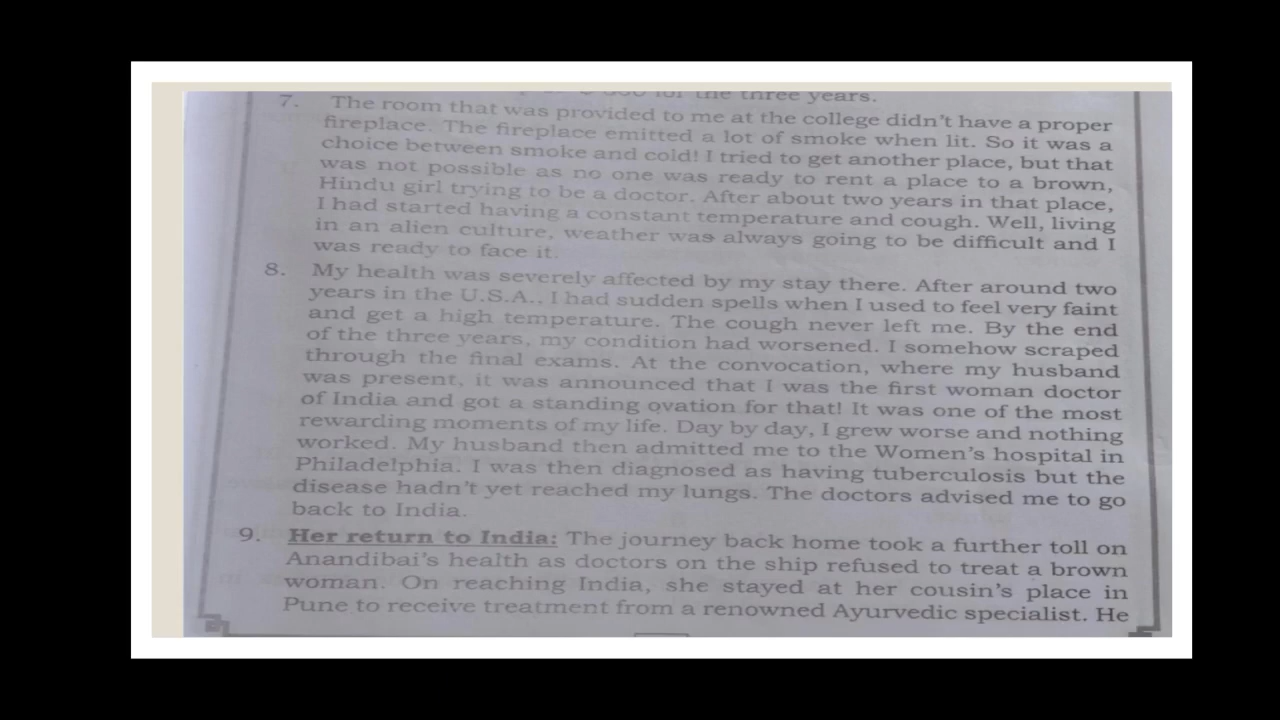 for the three years.
7. The room that was provided to me at the college didn't have a proper
fireplace. The fireplace emitted a lot of smoke when lit. So it was a
choice between smoke and cold! I tried to get another place, but that
was not possible as no one was ready to rent a place to a brown,
Hindu girl trying to be a doctor. After about two years in that place,
I had started having a constant temperature and cough. Well, living
in an alien culture, weather was always going to be difficult and I
was ready to face it.
8. My health was severely affected by my stay there. After around two
years in the U.S.A., I had sudden spells when I used to feel very faint
and get a high temperature. The cough never left me. By the end
of the three years, my condition had worsened. I somehow scraped
through the final exams. At the convocation, where my husband
was present, it was announced that I was the first woman doctor
of India and got a standing ovation for that! It was one of the most
rewarding moments of my life. Day by day, I grew worse and nothing
worked. My husband then admitted me to the Women's hospital in
Philadelphia. I was then diagnosed as having tuberculosis but the
disease hadn't yet reached my lungs. The doctors advised me to go
back to India.
9. Her return to India: The journey back home took a further toll on
Anandibai's health as doctors on the ship refused to treat a brown
woman. On reaching India, she stayed at her cousin's place in
Pune to receive treatment from a renowned Ayurvedic specialist. He